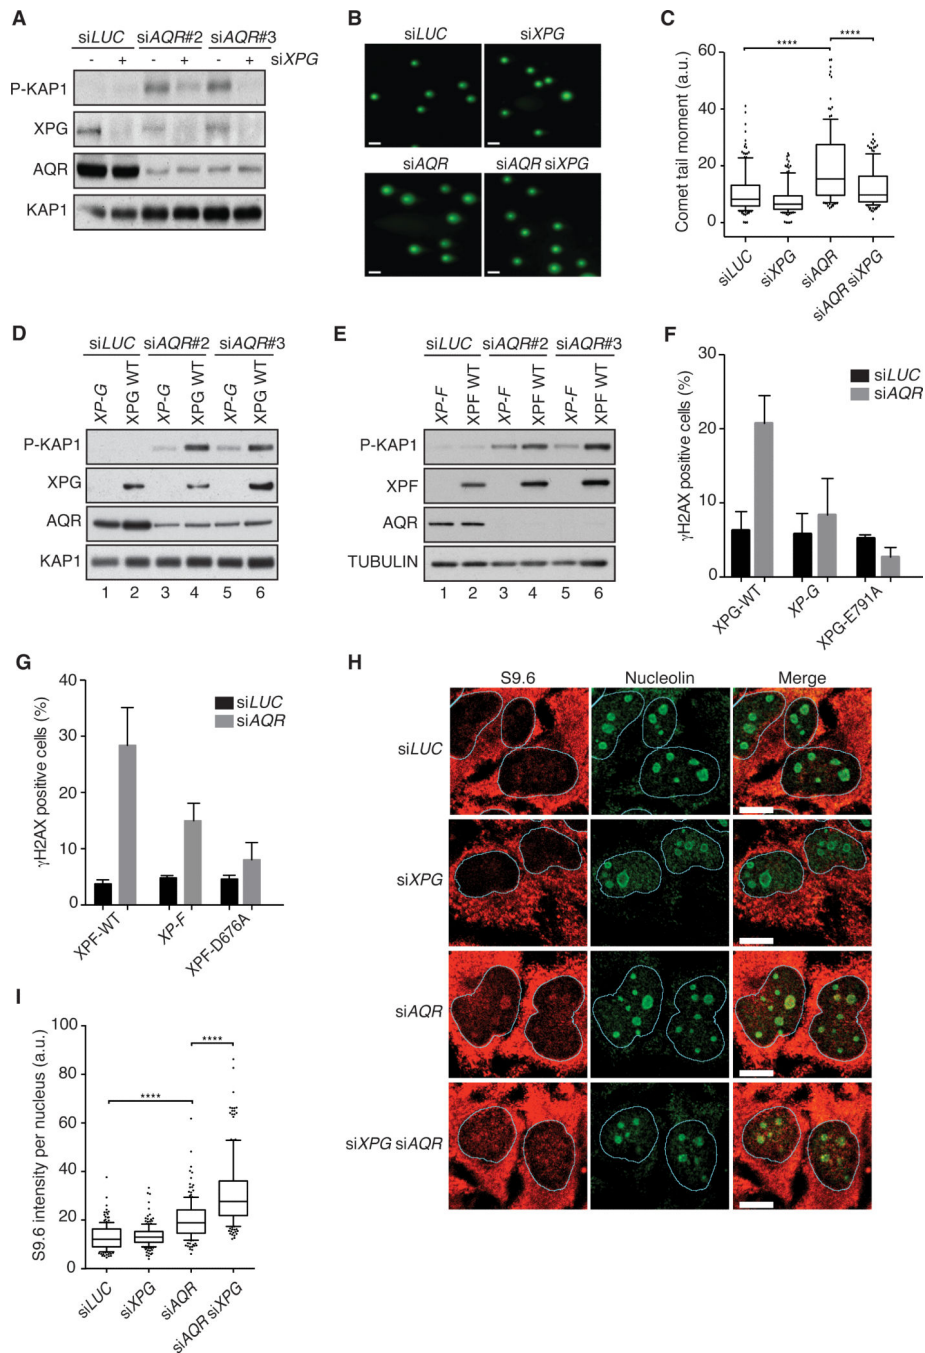 A
siLUC siAQR#2 siAQR#3
- + - + - + siXPG
P-KAP1
XPG
AQR
KAP1
B
siLUC siXPG
siAQR siAQR siXPG
C
Comet tail moment (a.u.)
60
40
20
0
**** ****
siLUC siXPG siAQR siAQR siXPG
D
siLUC siAQR#2 siAQR#3
XP-G XPG WT XP-G XPG WT XP-G XPG WT
P-KAP1
XPG
AQR
KAP1
1 2 3 4 5 6
E
siLUC siAQR#2 siAQR#3
XP-F XPF WT XP-F XPF WT XP-F XPF WT
P-KAP1
XPF
AQR
TUBULIN
1 2 3 4 5 6
F
γH2AX positive cells (%)
30
20
10
0
siLUC
siAQR
XPG-WT XP-G XPG-E791A
G
γH2AX positive cells (%)
40
30
20
10
0
siLUC
siAQR
XPF-WT XP-F XPF-D676A
H
S9.6 Nucleolin Merge
siLUC
siXPG
siAQR
siXPG siAQR
I
S9.6 intensity per nucleus (a.u.)
100
80
60
40
20
0
**** ****
siLUC siXPG siAQR siAQR siXPG